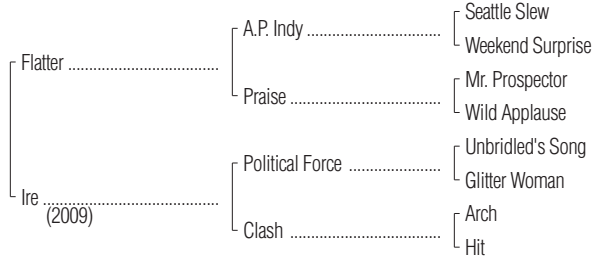 Seattle Slew
A.P. Indy
Weekend Surprise
Flatter
Mr. Prospector
Praise
Wild Applause
Unbridled's Song
Political Force
Glitter Woman
Ire
(2009)
Arch
Clash
Hit